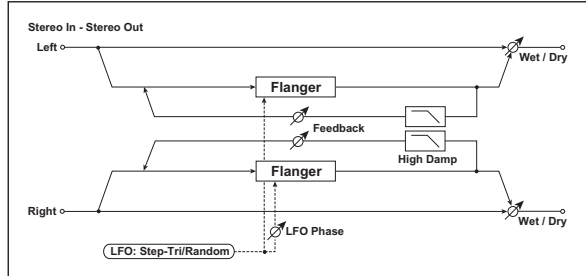 Stereo In - Stereo Out
Left
Wet / Dry
Flanger
Feedback
High Damp
Flanger
Right
Wet / Dry
LFO Phase
LFO: Step-Tri/Random